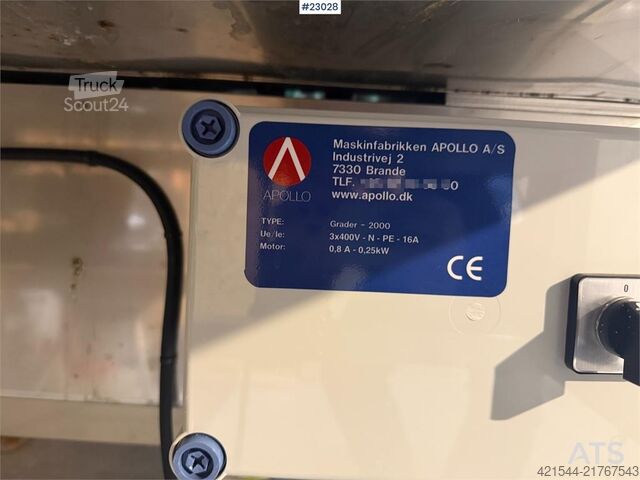 #23028
Truck
Scout24
Maskinfabrikken APOLLO A/S
Industrivej 2
7330 Brande
TLF. 0
www.apollo.dk
APOLLO
TYPE: Grader - 2000
Ue/Ie: 3x400V - N - PE - 16A
Motor: 0,8 A - 0,25kW
CE
0
ATS
421544-21767543